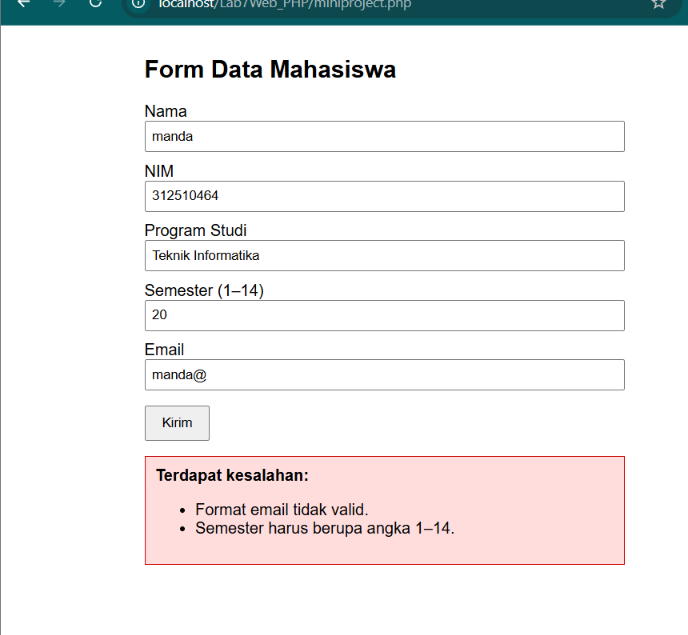 localhost/Lab7Web_PHP/miniproject.php
Form Data Mahasiswa
Nama
manda
NIM
312510464
Program Studi
Teknik Informatika
Semester (1–14)
20
Email
manda@
Kirim
Terdapat kesalahan:
• Format email tidak valid.
• Semester harus berupa angka 1–14.